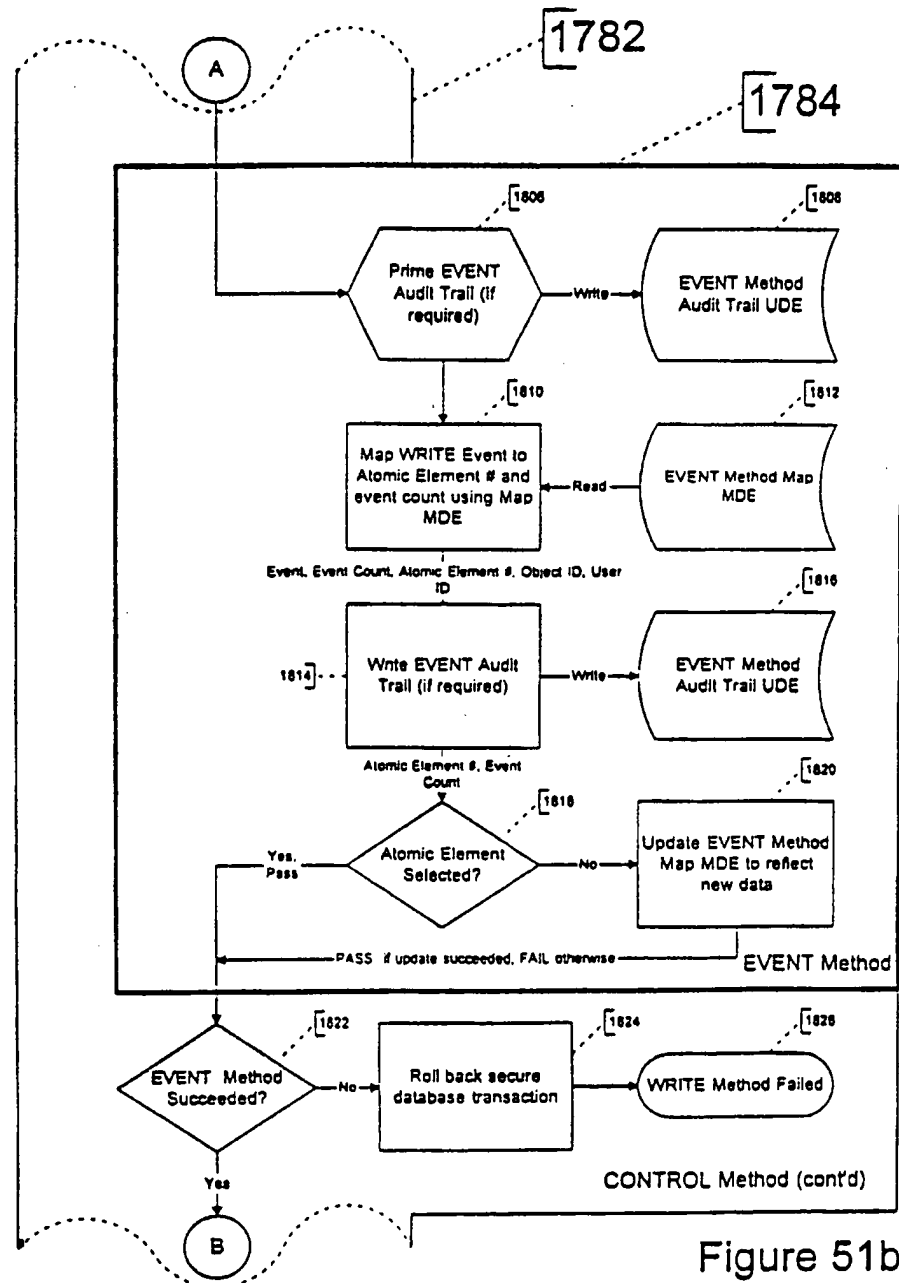 1782
A
1784
1806
1808
Prime EVENT
Audit Trail (if
required)
Write
EVENT Method
Audit Trail UDE
1810
1812
Map WRITE Event to
Atomic Element # and
event count using Map
MDE
Read
EVENT Method Map
MDE
Event, Event Count, Atomic Element #, Object ID, User
ID
1816
1814
Write EVENT Audit
Trail (if required)
Write
EVENT Method
Audit Trail UDE
Atomic Element #, Event
Count
1818
1820
Yes,
Pass
Atomic Element
Selected?
No
Update EVENT Method
Map MDE to reflect
new data
PASS if update succeeded, FAIL otherwise
EVENT Method
1822
1824
1826
EVENT Method
Succeeded?
No
Roll back secure
database transaction
WRITE Method Failed
Yes
CONTROL Method (cont'd)
B
Figure 51b